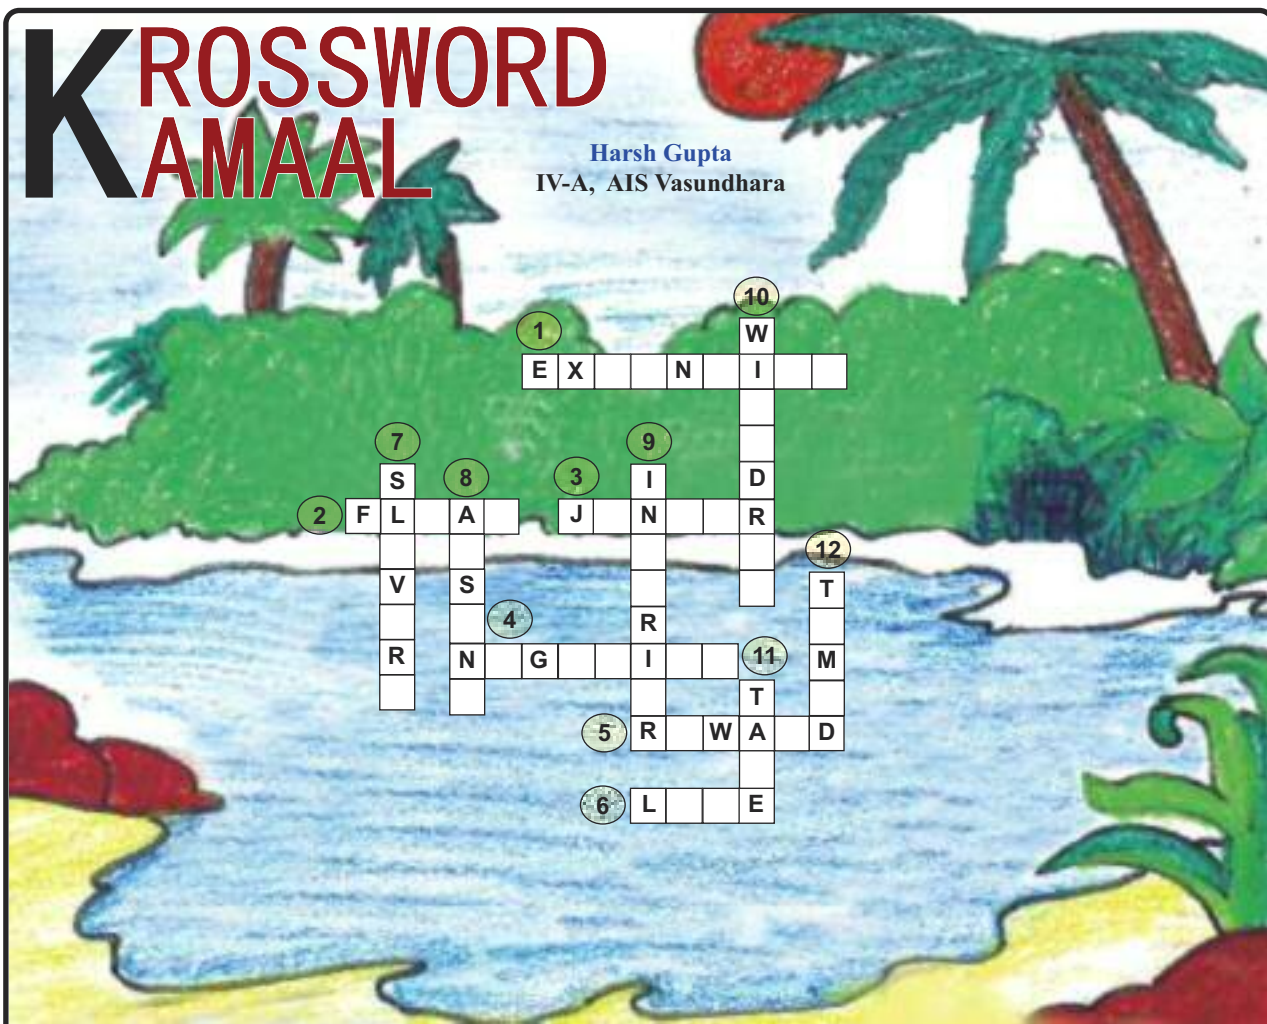 KROSSWORD
KAMAAL
Harsh Gupta
IV-A, AIS Vasundhara
10
1
W
E X N I
7
9
8
3
S
I
D
2
F L A
J N R
12
V
S
T
4
R
R
N G I
11
M
T
5
R W A D
6
L E